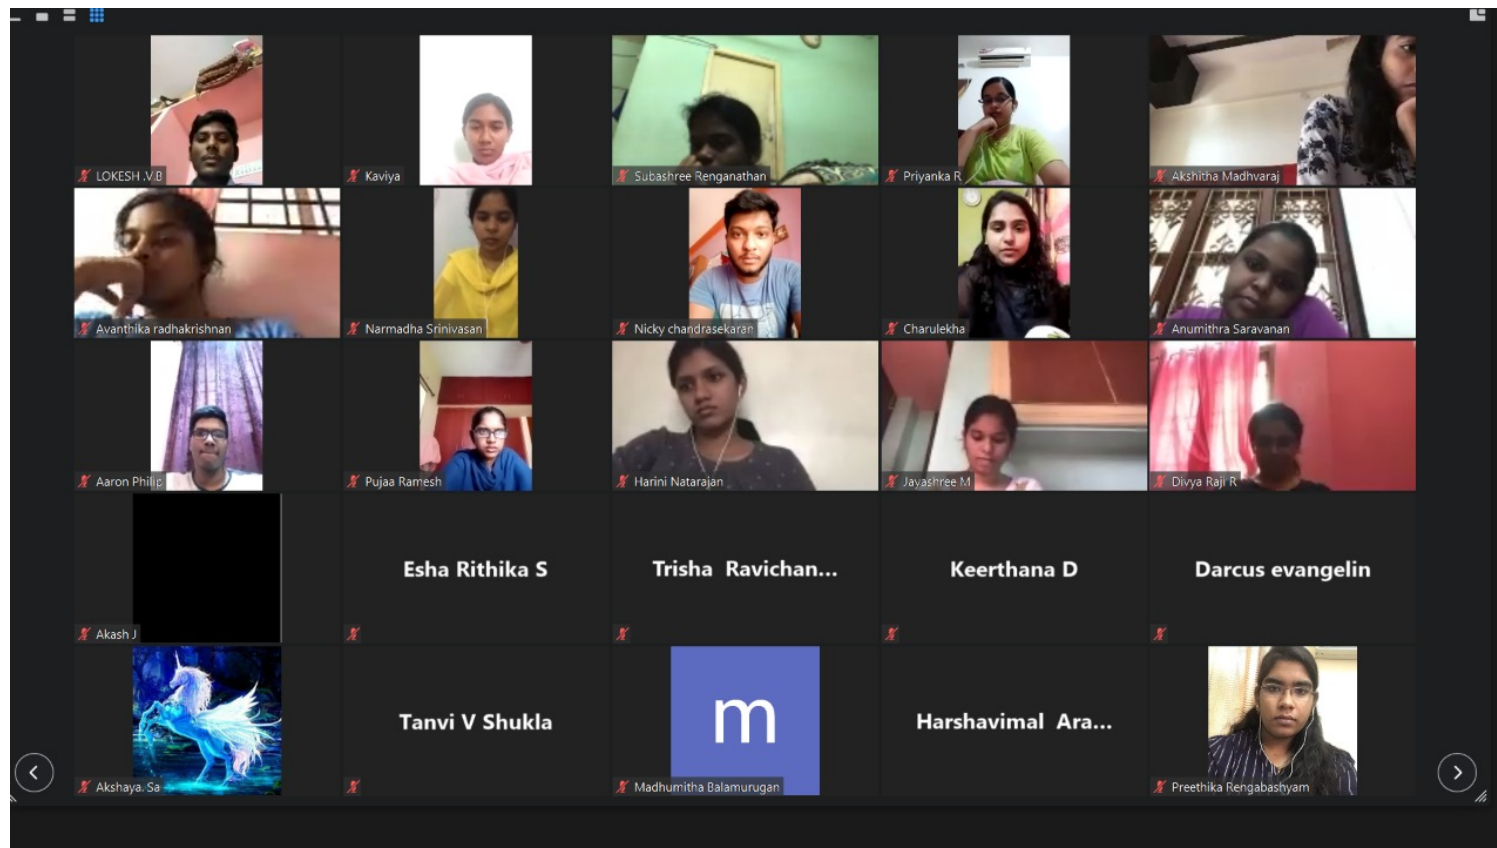 LOKESH .V.B
Kaviya
Subashree Renganathan
Priyanka R
Akshitha Madhvaraj
Avanthika radhakrishnan
Narmadha Srinivasan
Nicky chandrasekaran
Charulekha
Anumithra Saravanan
Aaron Philip
Pujaa Ramesh
Harini Natarajan
Jayashree M
Divya Raji R
Akash J
Esha Rithika S
Trisha Ravichan...
Keerthana D
Darcus evangelin
Akshaya. Sa
Tanvi V Shukla
m
Madhumitha Balamurugan
Harshavimal Ara...
Preethika Rengabashyam